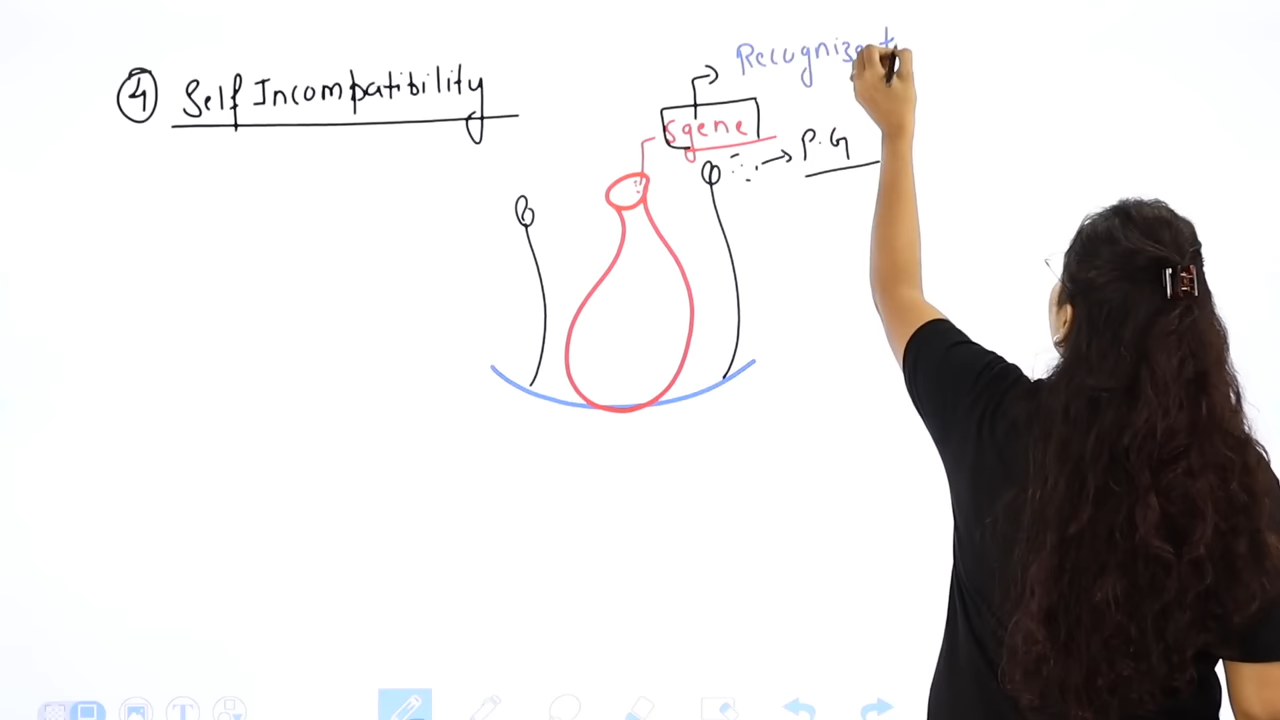 ④ Self Incompatibility
Recognize t
Sgene
P.G